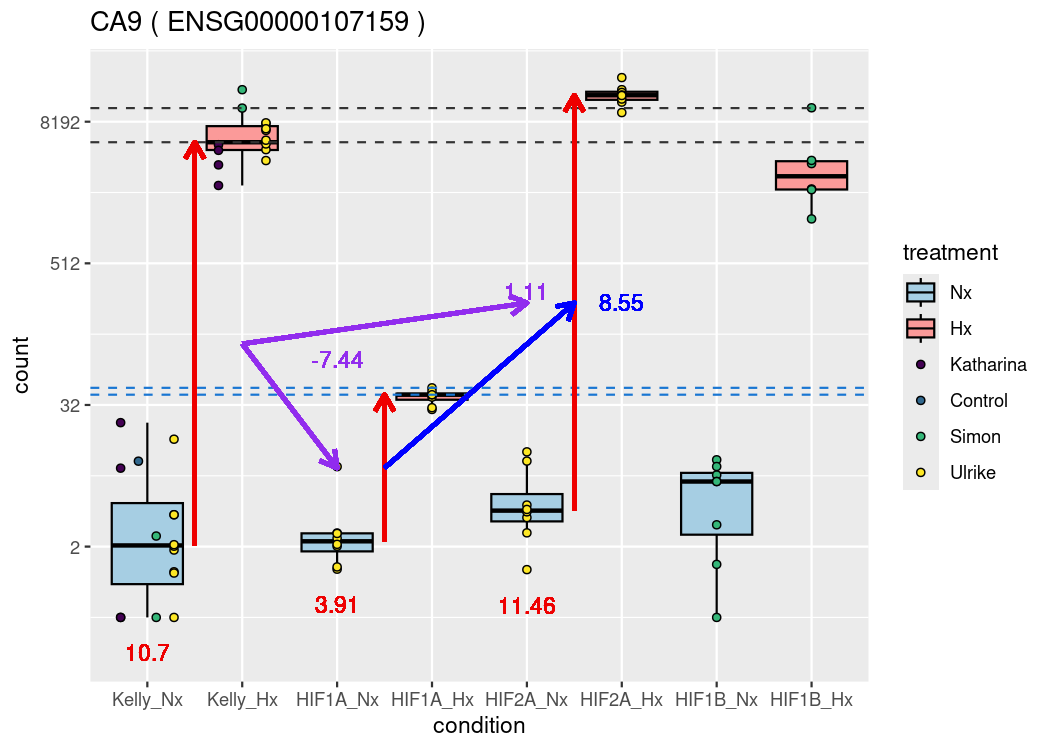 CA9 ( ENSG00000107159 )
8192
512
32
2
count
1.11
8.55
-7.44
3.91
11.46
10.7
Kelly_Nx Kelly_Hx HIF1A_Nx HIF1A_Hx HIF2A_Nx HIF2A_Hx HIF1B_Nx HIF1B_Hx
condition
treatment
Nx
Hx
Katharina
Control
Simon
Ulrike